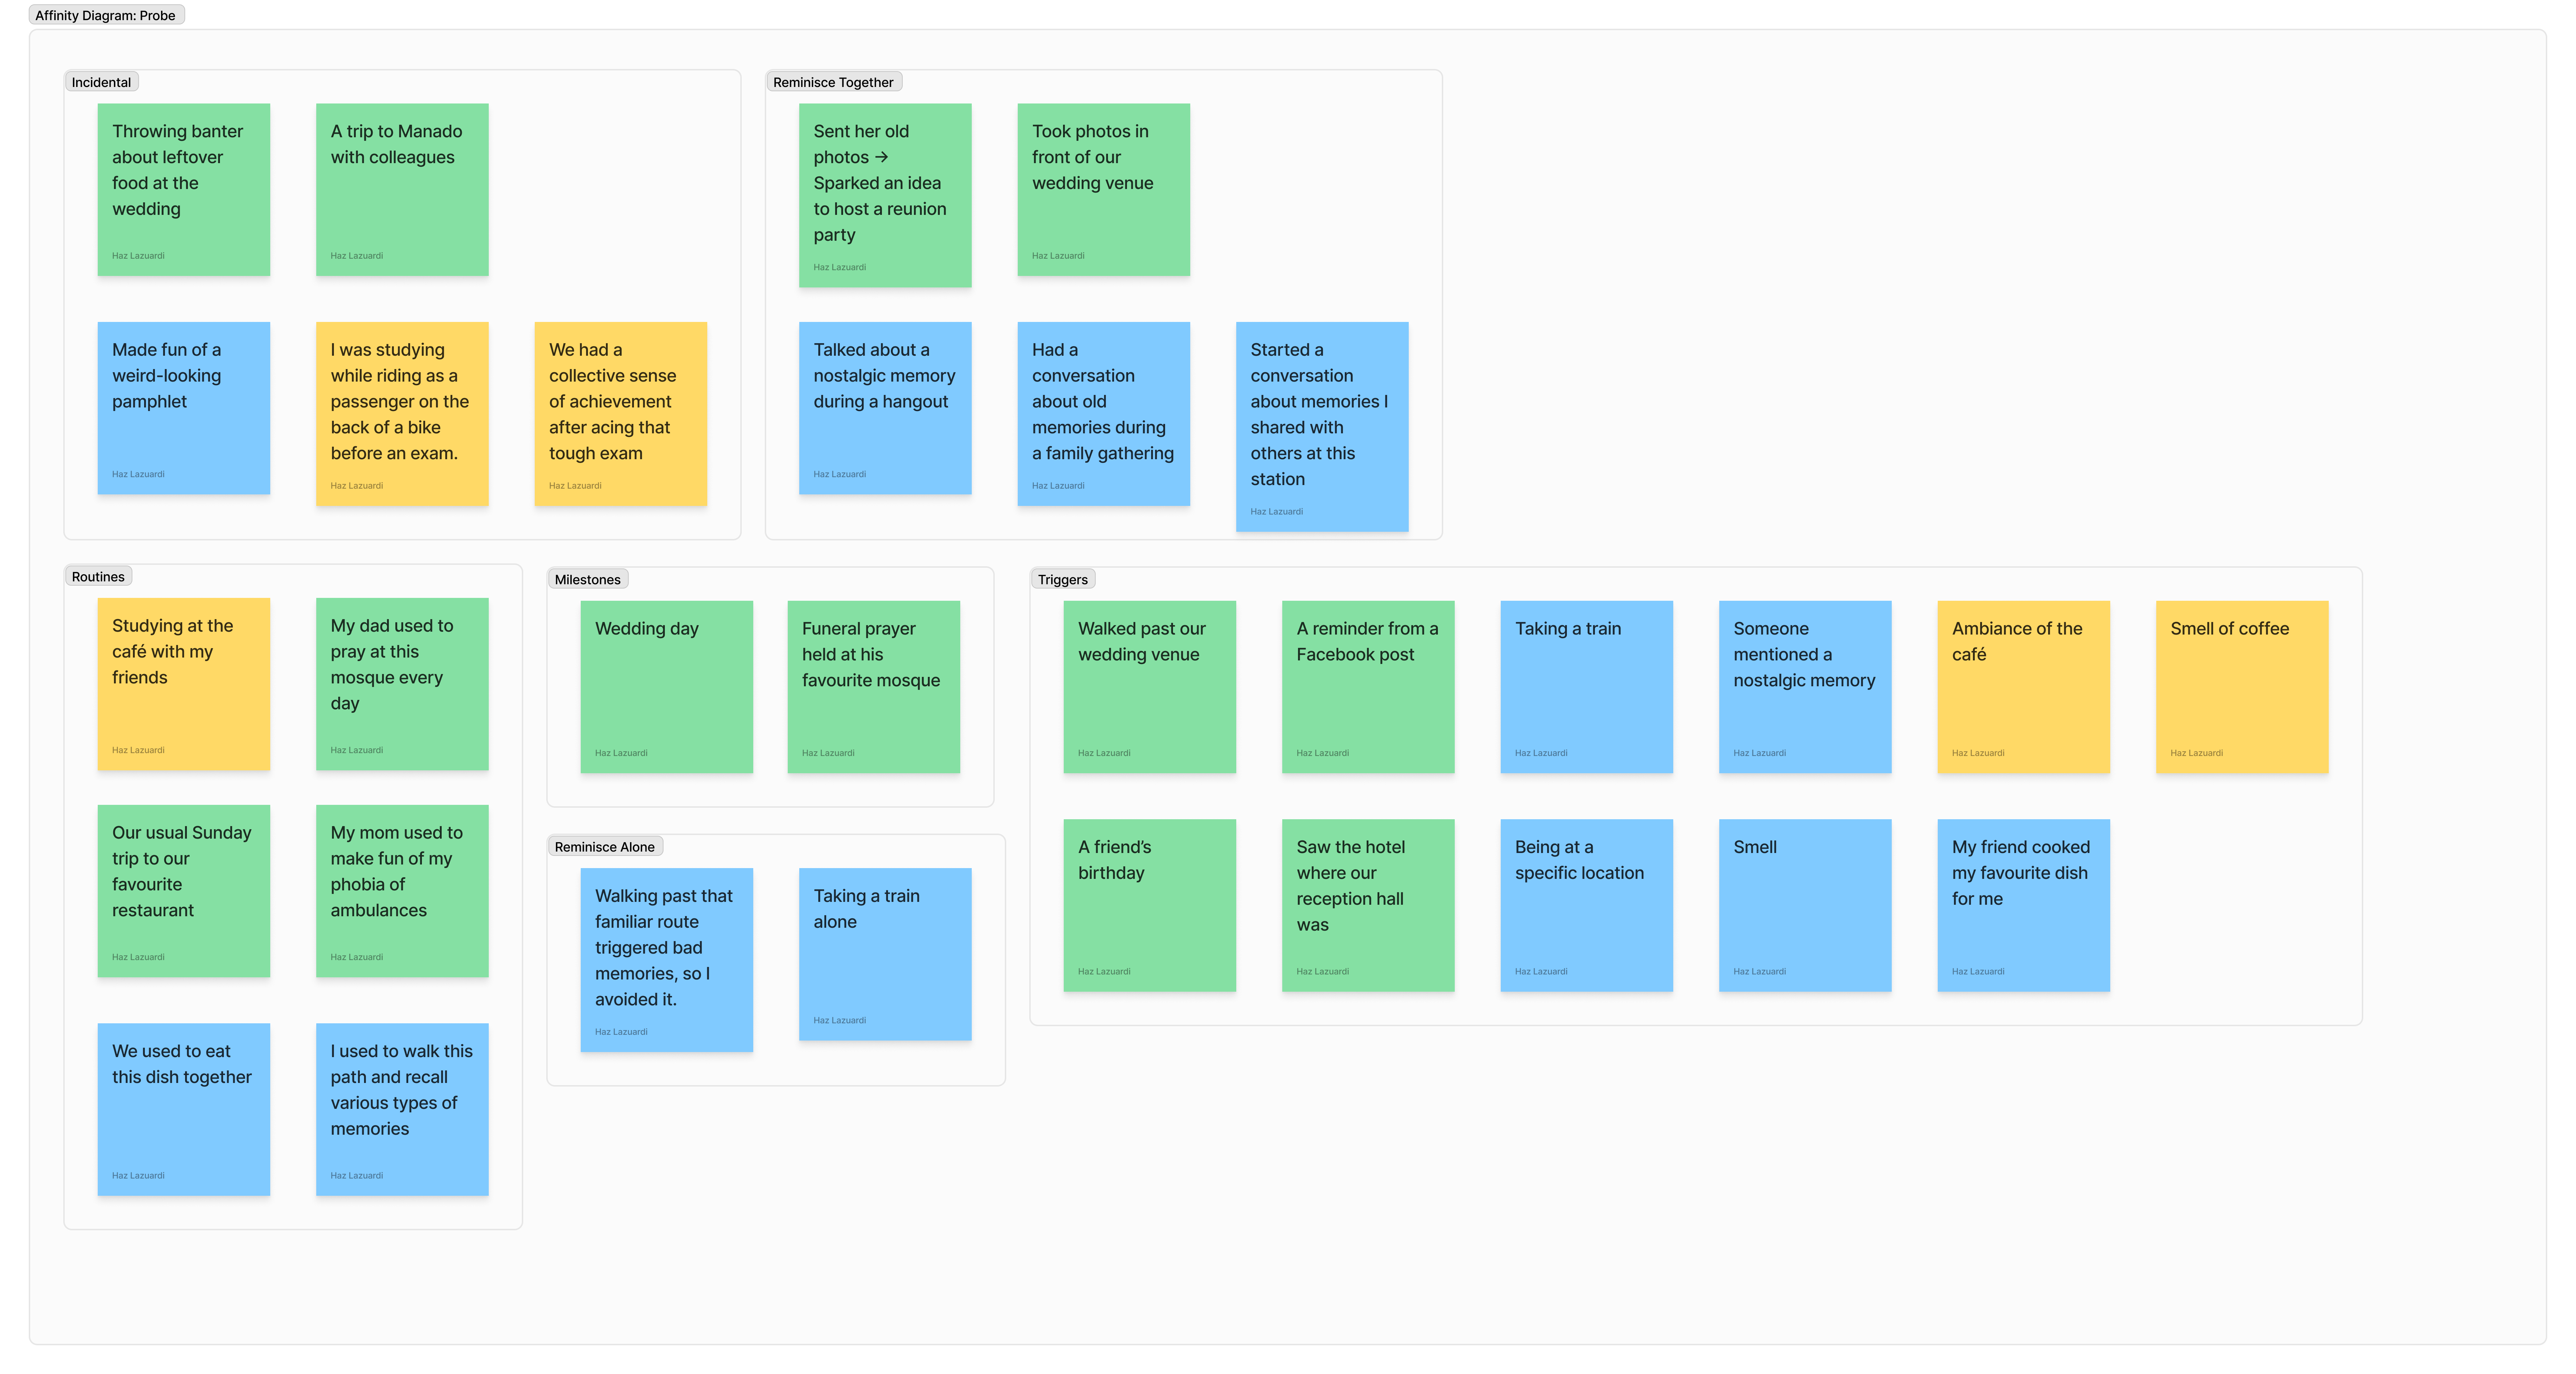 Affinity Diagram: Probe
Incidental
Throwing banter
about leftover
food at the
wedding
Haz Lazuardi
A trip to Manado
with colleagues
Haz Lazuardi
Made fun of a
weird-looking
pamphlet
Haz Lazuardi
I was studying
while riding as a
passenger on the
back of a bike
before an exam.
Haz Lazuardi
We had a
collective sense
of achievement
after acing that
tough exam
Haz Lazuardi
Reminisce Together
Sent her old
photos →
Sparked an idea
to host a reunion
party
Haz Lazuardi
Took photos in
front of our
wedding venue
Haz Lazuardi
Talked about a
nostalgic memory
during a hangout
Haz Lazuardi
Had a
conversation
about old
memories during
a family gathering
Haz Lazuardi
Started a
conversation
about memories I
shared with
others at this
station
Haz Lazuardi
Routines
Studying at the
café with my
friends
Haz Lazuardi
My dad used to
pray at this
mosque every
day
Haz Lazuardi
Our usual Sunday
trip to our
favourite
restaurant
Haz Lazuardi
My mom used to
make fun of my
phobia of
ambulances
Haz Lazuardi
We used to eat
this dish together
Haz Lazuardi
I used to walk this
path and recall
various types of
memories
Haz Lazuardi
Milestones
Wedding day
Haz Lazuardi
Funeral prayer
held at his
favourite mosque
Haz Lazuardi
Reminisce Alone
Walking past that
familiar route
triggered bad
memories, so I
avoided it.
Haz Lazuardi
Taking a train
alone
Haz Lazuardi
Triggers
Walked past our
wedding venue
Haz Lazuardi
A reminder from a
Facebook post
Haz Lazuardi
Taking a train
Haz Lazuardi
Someone
mentioned a
nostalgic memory
Haz Lazuardi
Ambiance of the
café
Haz Lazuardi
Smell of coffee
Haz Lazuardi
A friend’s
birthday
Haz Lazuardi
Saw the hotel
where our
reception hall
was
Haz Lazuardi
Being at a
specific location
Haz Lazuardi
Smell
Haz Lazuardi
My friend cooked
my favourite dish
for me
Haz Lazuardi